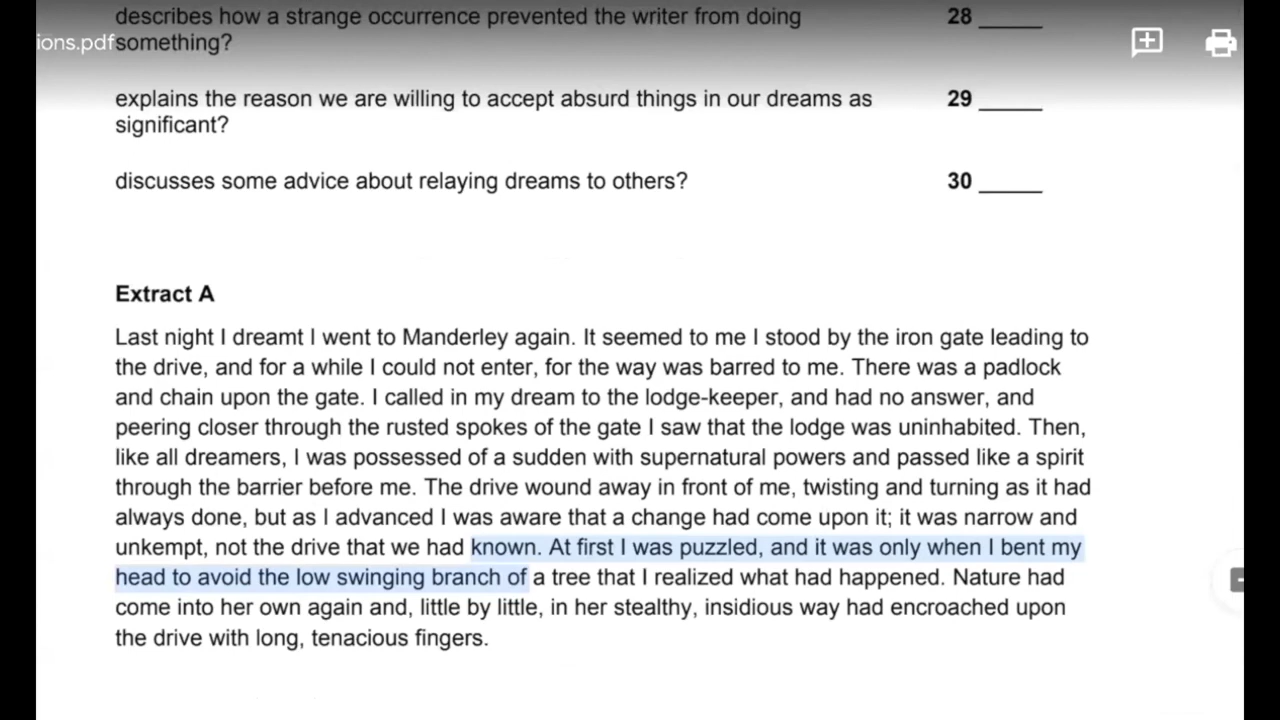 describes how a strange occurrence prevented the writer from doing 28 _____
ions.pdf something?
explains the reason we are willing to accept absurd things in our dreams as 29 _____
significant?
discusses some advice about relaying dreams to others? 30 _____
Extract A
Last night I dreamt I went to Manderley again. It seemed to me I stood by the iron gate leading to
the drive, and for a while I could not enter, for the way was barred to me. There was a padlock
and chain upon the gate. I called in my dream to the lodge-keeper, and had no answer, and
peering closer through the rusted spokes of the gate I saw that the lodge was uninhabited. Then,
like all dreamers, I was possessed of a sudden with supernatural powers and passed like a spirit
through the barrier before me. The drive wound away in front of me, twisting and turning as it had
always done, but as I advanced I was aware that a change had come upon it; it was narrow and
unkempt, not the drive that we had known. At first I was puzzled, and it was only when I bent my
head to avoid the low swinging branch of a tree that I realized what had happened. Nature had
come into her own again and, little by little, in her stealthy, insidious way had encroached upon
the drive with long, tenacious fingers.